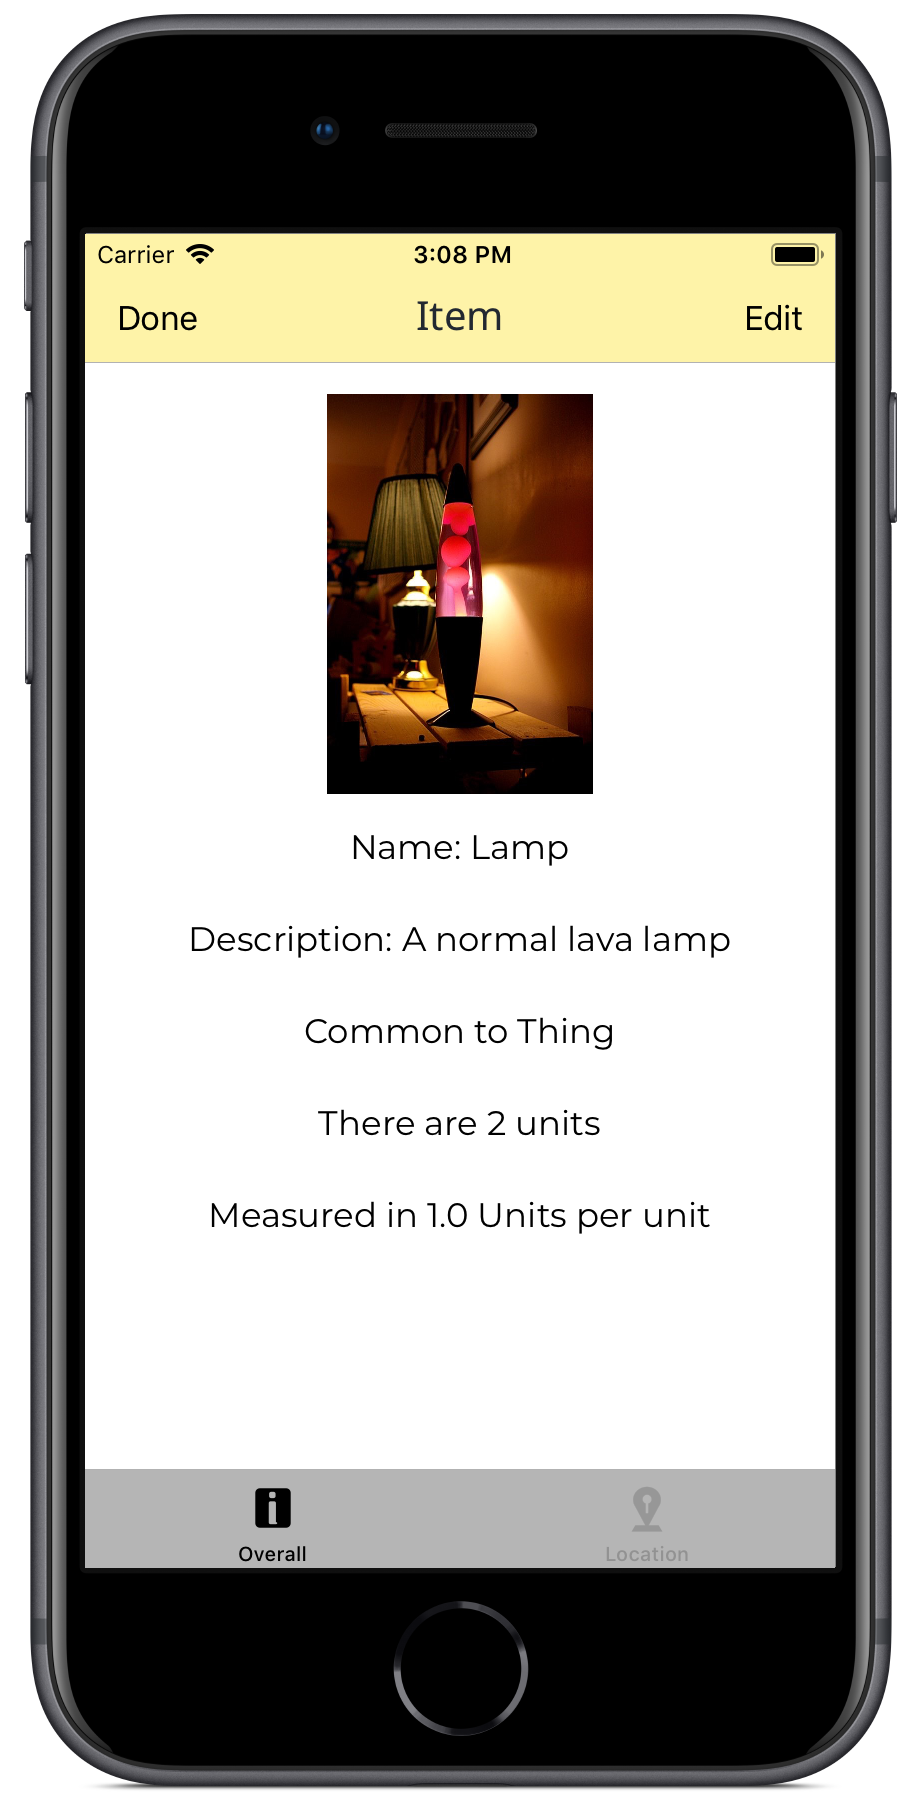 Carrier 3:08 PM
Done Item Edit
Name: Lamp
Description: A normal lava lamp
Common to Thing
There are 2 units
Measured in 1.0 Units per unit
Overall Location